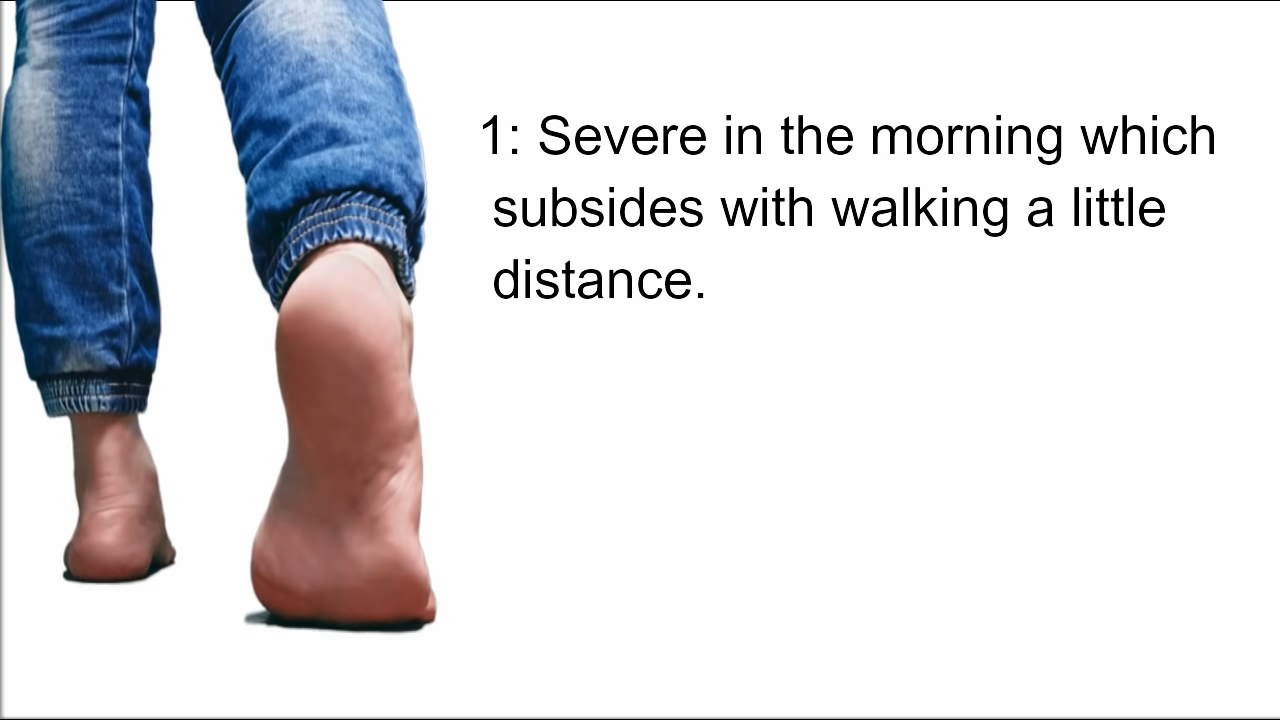 1: Severe in the morning which
subsides with walking a little
distance.